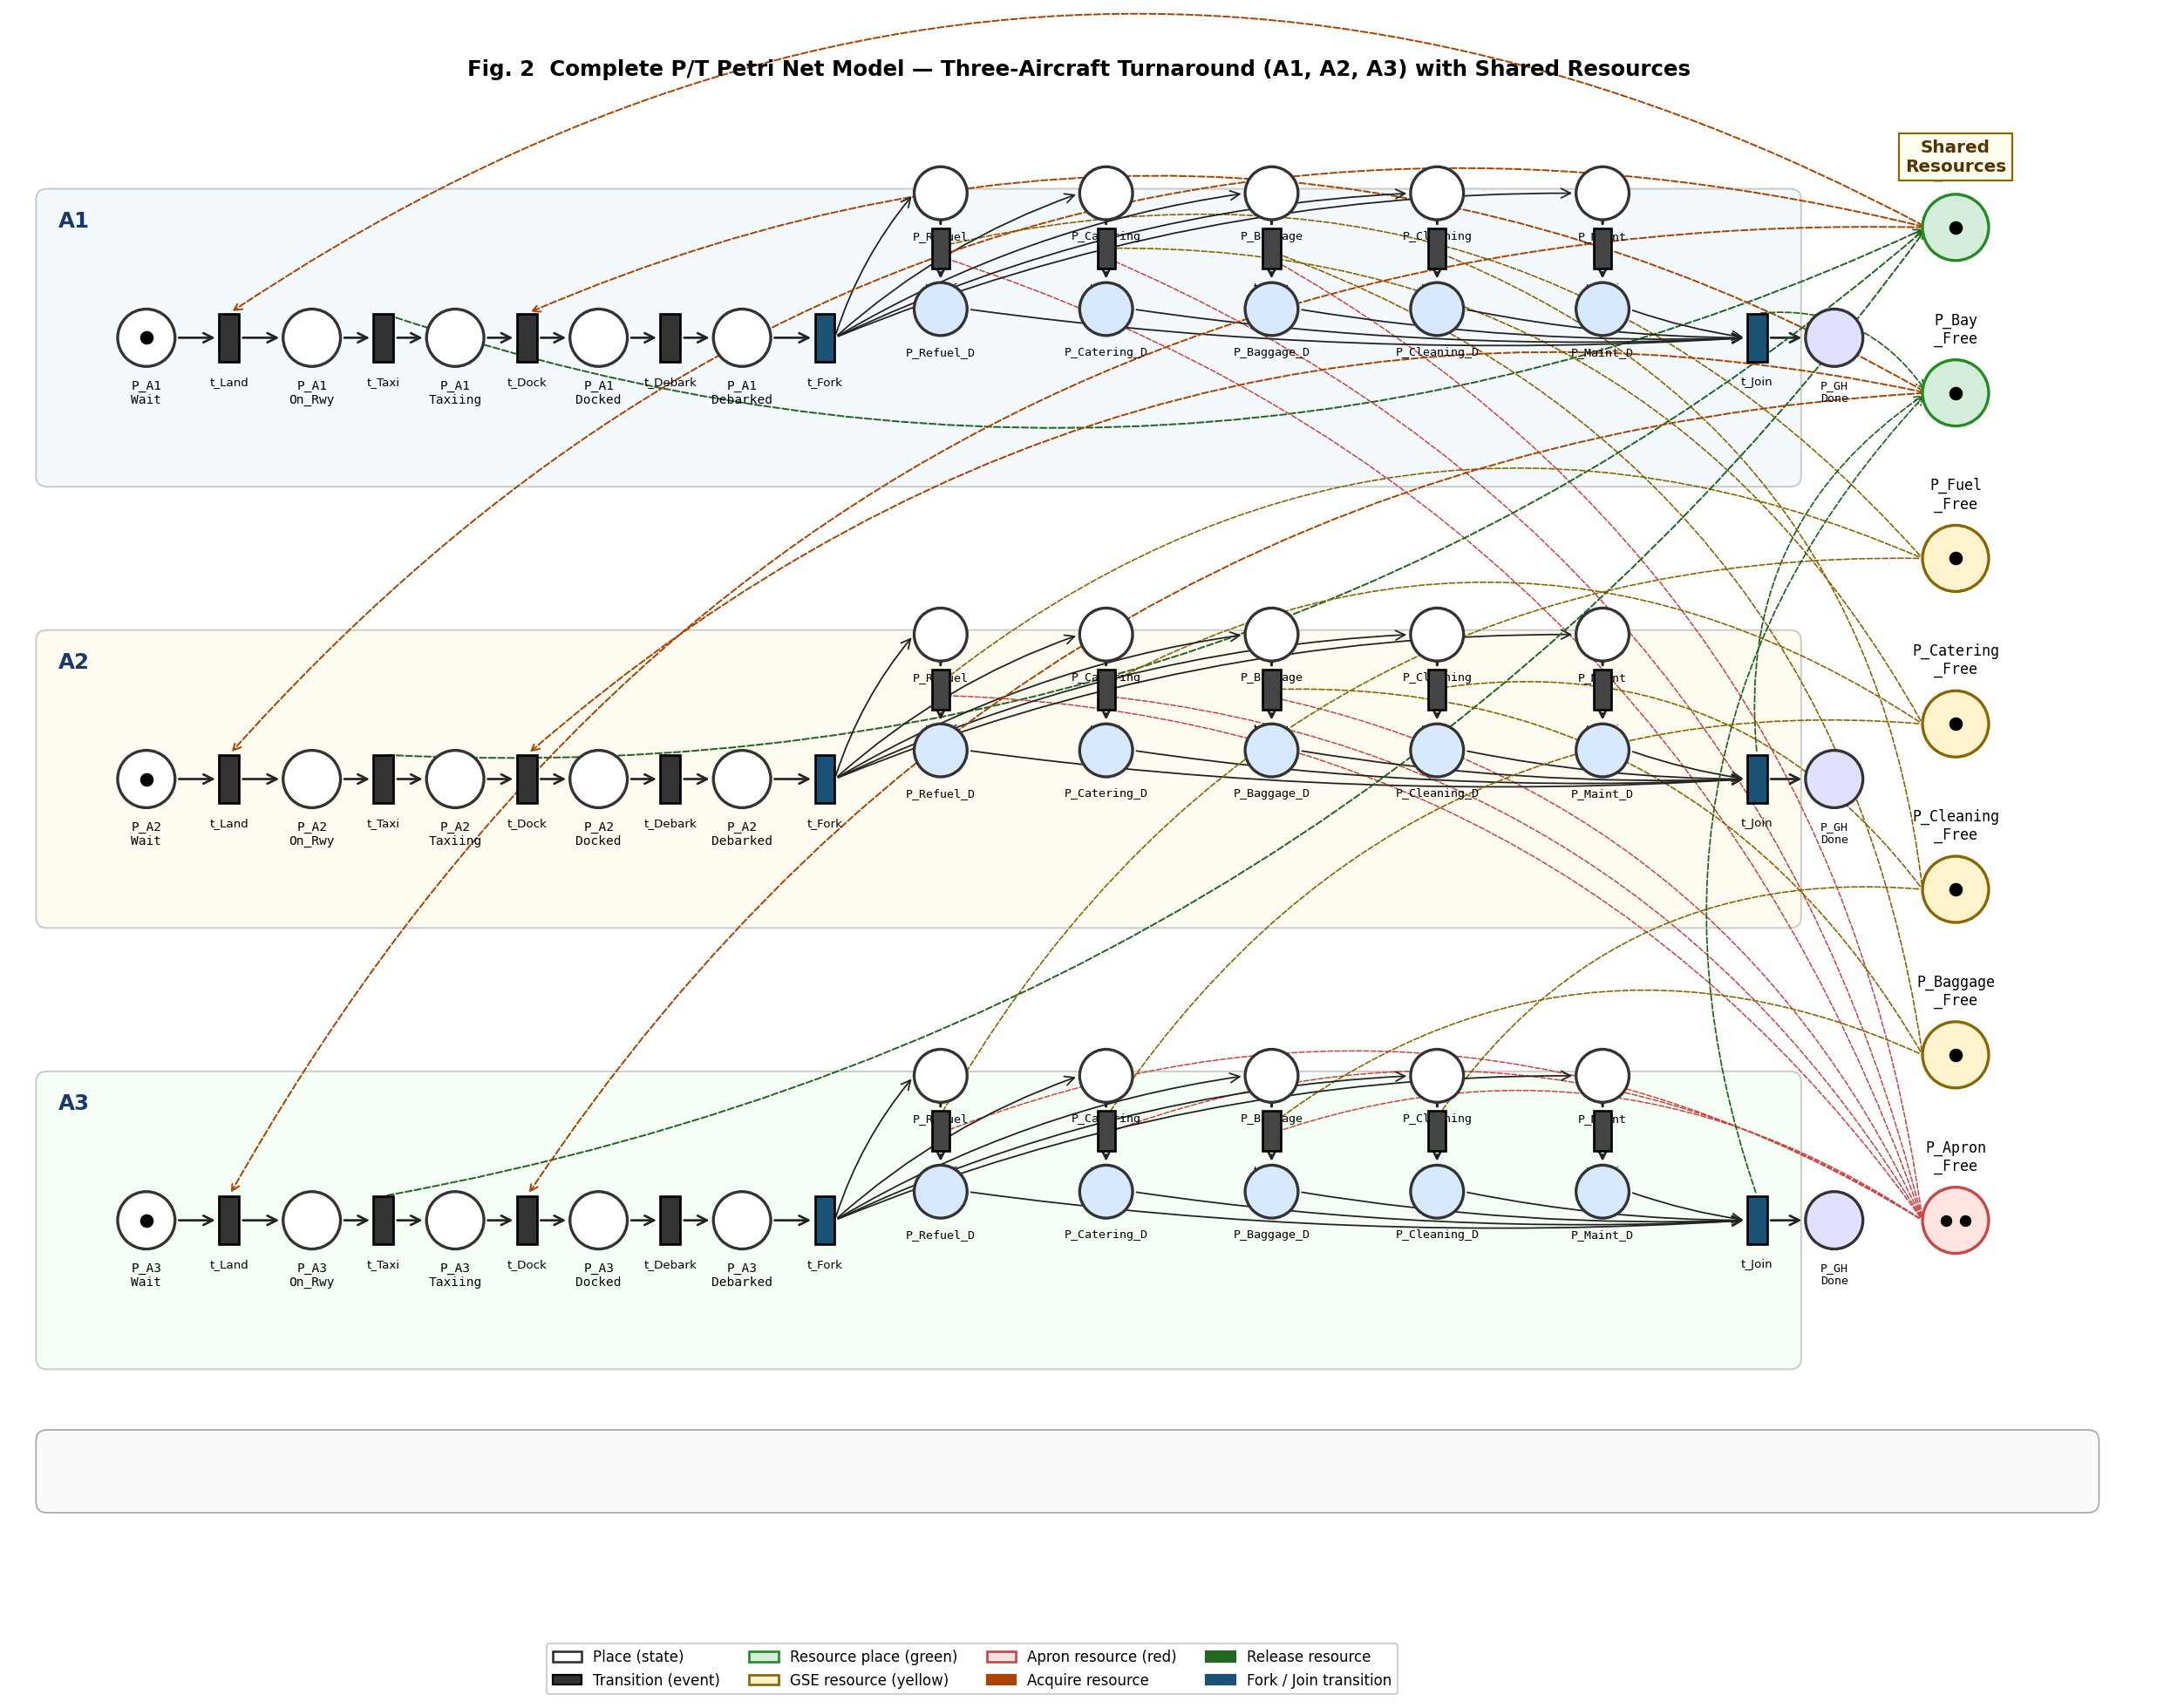 Fig. 2  Complete P/T Petri Net Model — Three-Aircraft Turnaround (A1, A2, A3) with Shared Resources
Shared
Resources
A1
P_Bay
_Free
P_Refuel_D
P_Catering_D
P_Baggage_D
P_Cleaning_D
P_Maint_D
P_A1
Wait
t_Land
P_A1
On_Rwy
t_Taxi
P_A1
Taxiing
t_Dock
P_A1
Docked
t_Debark
P_A1
Debarked
t_Fork
t_Join
P_GH
Done
P_Fuel
_Free
A2
P_Catering
_Free
P_Refuel_D
P_Catering_D
P_Baggage_D
P_Cleaning_D
P_Maint_D
P_A2
Wait
t_Land
P_A2
On_Rwy
t_Taxi
P_A2
Taxiing
t_Dock
P_A2
Docked
t_Debark
P_A2
Debarked
t_Fork
t_Join
P_GH
Done
P_Cleaning
_Free
P_Baggage
_Free
A3
P_Apron
_Free
P_Refuel_D
P_Catering_D
P_Baggage_D
P_Cleaning_D
P_Maint_D
P_A3
Wait
t_Land
P_A3
On_Rwy
t_Taxi
P_A3
Taxiing
t_Dock
P_A3
Docked
t_Debark
P_A3
Debarked
t_Fork
t_Join
P_GH
Done
Place (state)
Transition (event)
Resource place (green)
GSE resource (yellow)
Apron resource (red)
Acquire resource
Release resource
Fork / Join transition